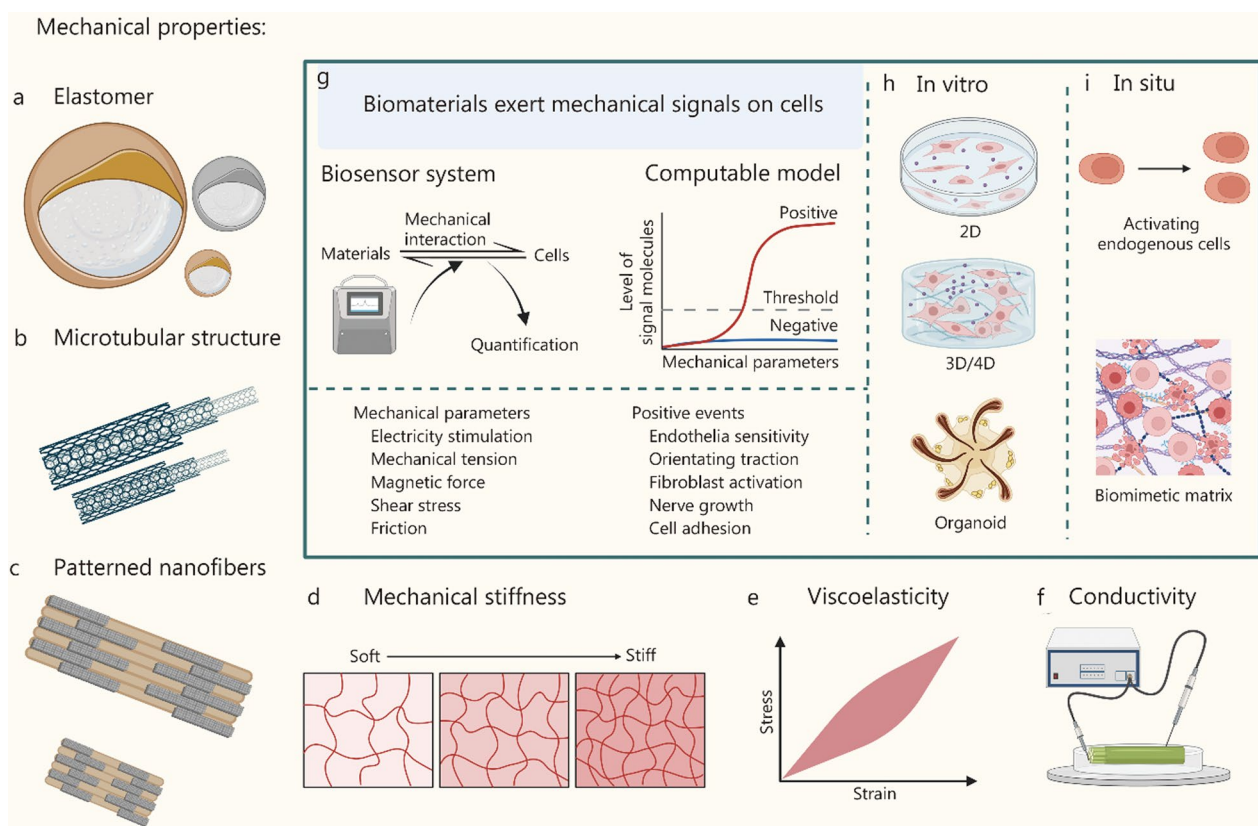 Mechanical properties:
a Elastomer
b Microtubular structure
c Patterned nanofibers
g
Biomaterials exert mechanical signals on cells
Biosensor system
Mechanical
interaction
Materials
Cells
Quantification
Computable model
Level of
signal molecules
Positive
Threshold
Negative
Mechanical parameters
Mechanical parameters
Electricity stimulation
Mechanical tension
Magnetic force
Shear stress
Friction
Positive events
Endothelia sensitivity
Orientating traction
Fibroblast activation
Nerve growth
Cell adhesion
h In vitro
2D
3D/4D
Organoid
i In situ
Activating
endogenous cells
Biomimetic matrix
d Mechanical stiffness
Soft
Stiff
e Viscoelasticity
Stress
Strain
f Conductivity